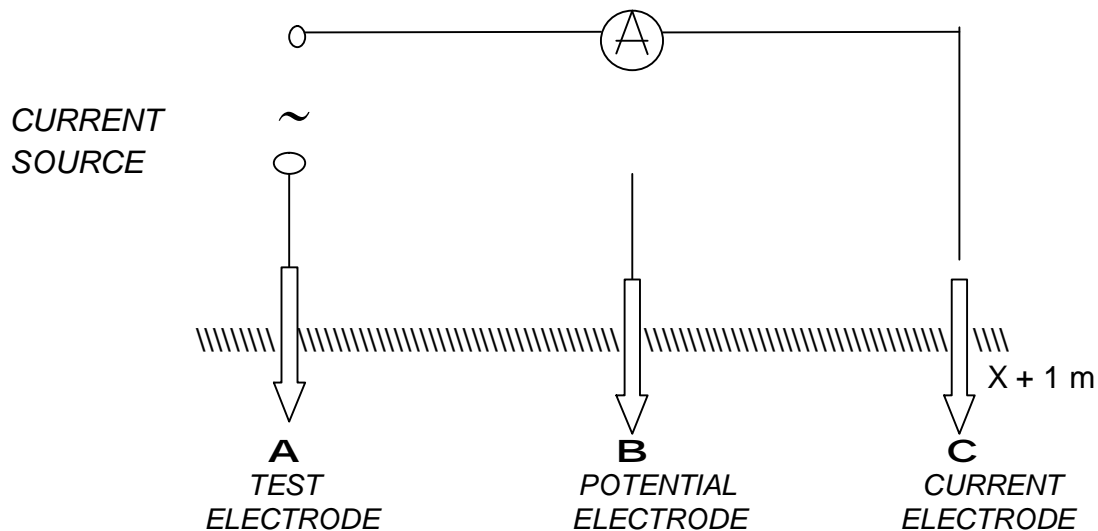 A
CURRENT
~
SOURCE
X + 1 m
A
B
C
TEST
POTENTIAL
CURRENT
ELECTRODE
ELECTRODE
ELECTRODE